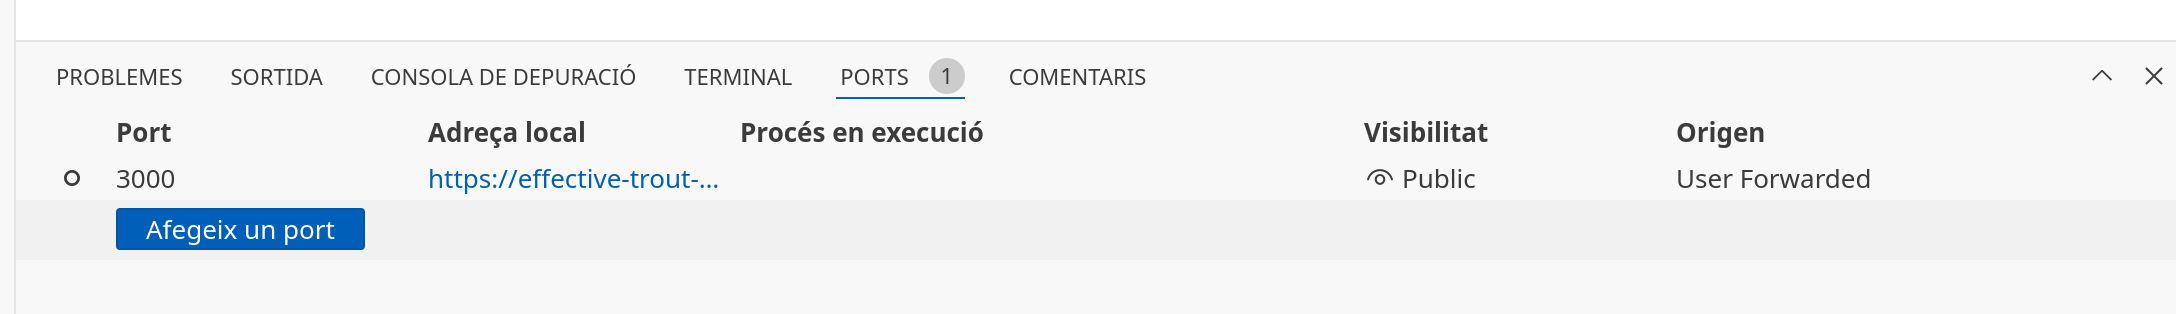 PROBLEMES SORTIDA CONSOLA DE DEPURACIÓ TERMINAL PORTS 1 COMENTARIS
Port Adreça local Procés en execució Visibilitat Origen
3000 https://effective-trout-... Public User Forwarded
Afegeix un port